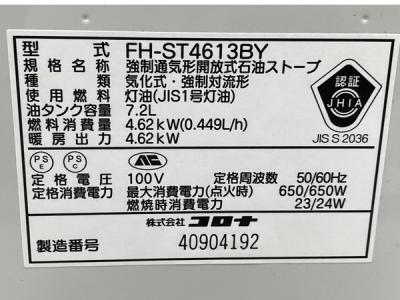 型式 FH-ST4613BY
規格名称 強制通気形開放式石油ストーブ
種類 気化式・強制対流形
使用燃料 灯油(JIS1号灯油)
油タンク容量 7.2L
燃料消費量 4.62kW(0.449L/h)
暖房出力 4.62kW
認証
JHIA
JIS S 2036
PS E PS C
定格電圧 100V 定格周波数 50/60Hz
定格消費電力 最大消費電力(点火時) 650/650W
燃焼時消費電力 23/24W
株式会社 コロナ
製造番号 40904192